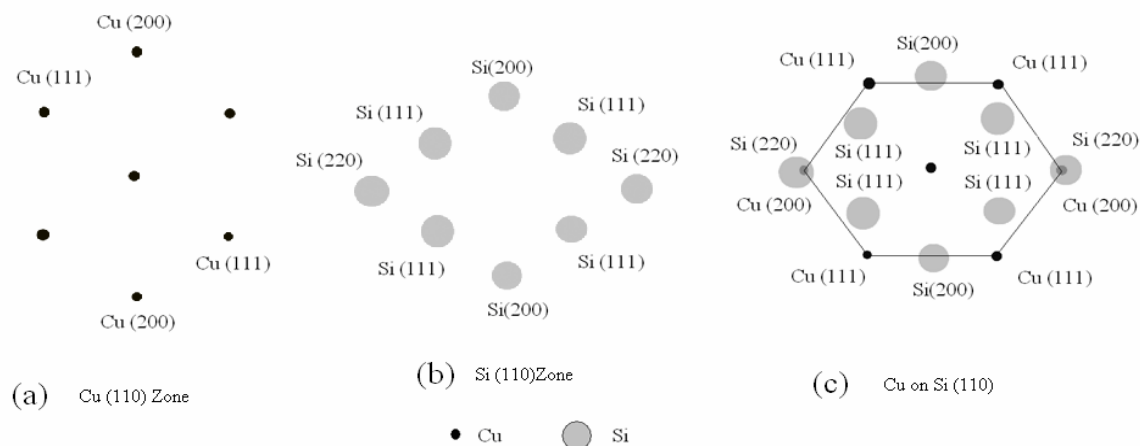 Cu (200)
Cu (111)
Cu (111)
Cu (200)
(a) Cu (110) Zone
Si(200)
Si (111)
Si (111)
Si (220)
Si (220)
Si (111)
Si (111)
Si(200)
(b) Si (110)Zone
Si(200)
Cu (111)
Cu (111)
Si (220)
Si (220)
Si (111)
Si (111)
Si (111)
Si (111)
Cu (200)
Cu (200)
Cu (111)
Cu (111)
Si(200)
(c) Cu on Si (110)
Cu
Si